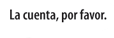 La cuenta, por favor.